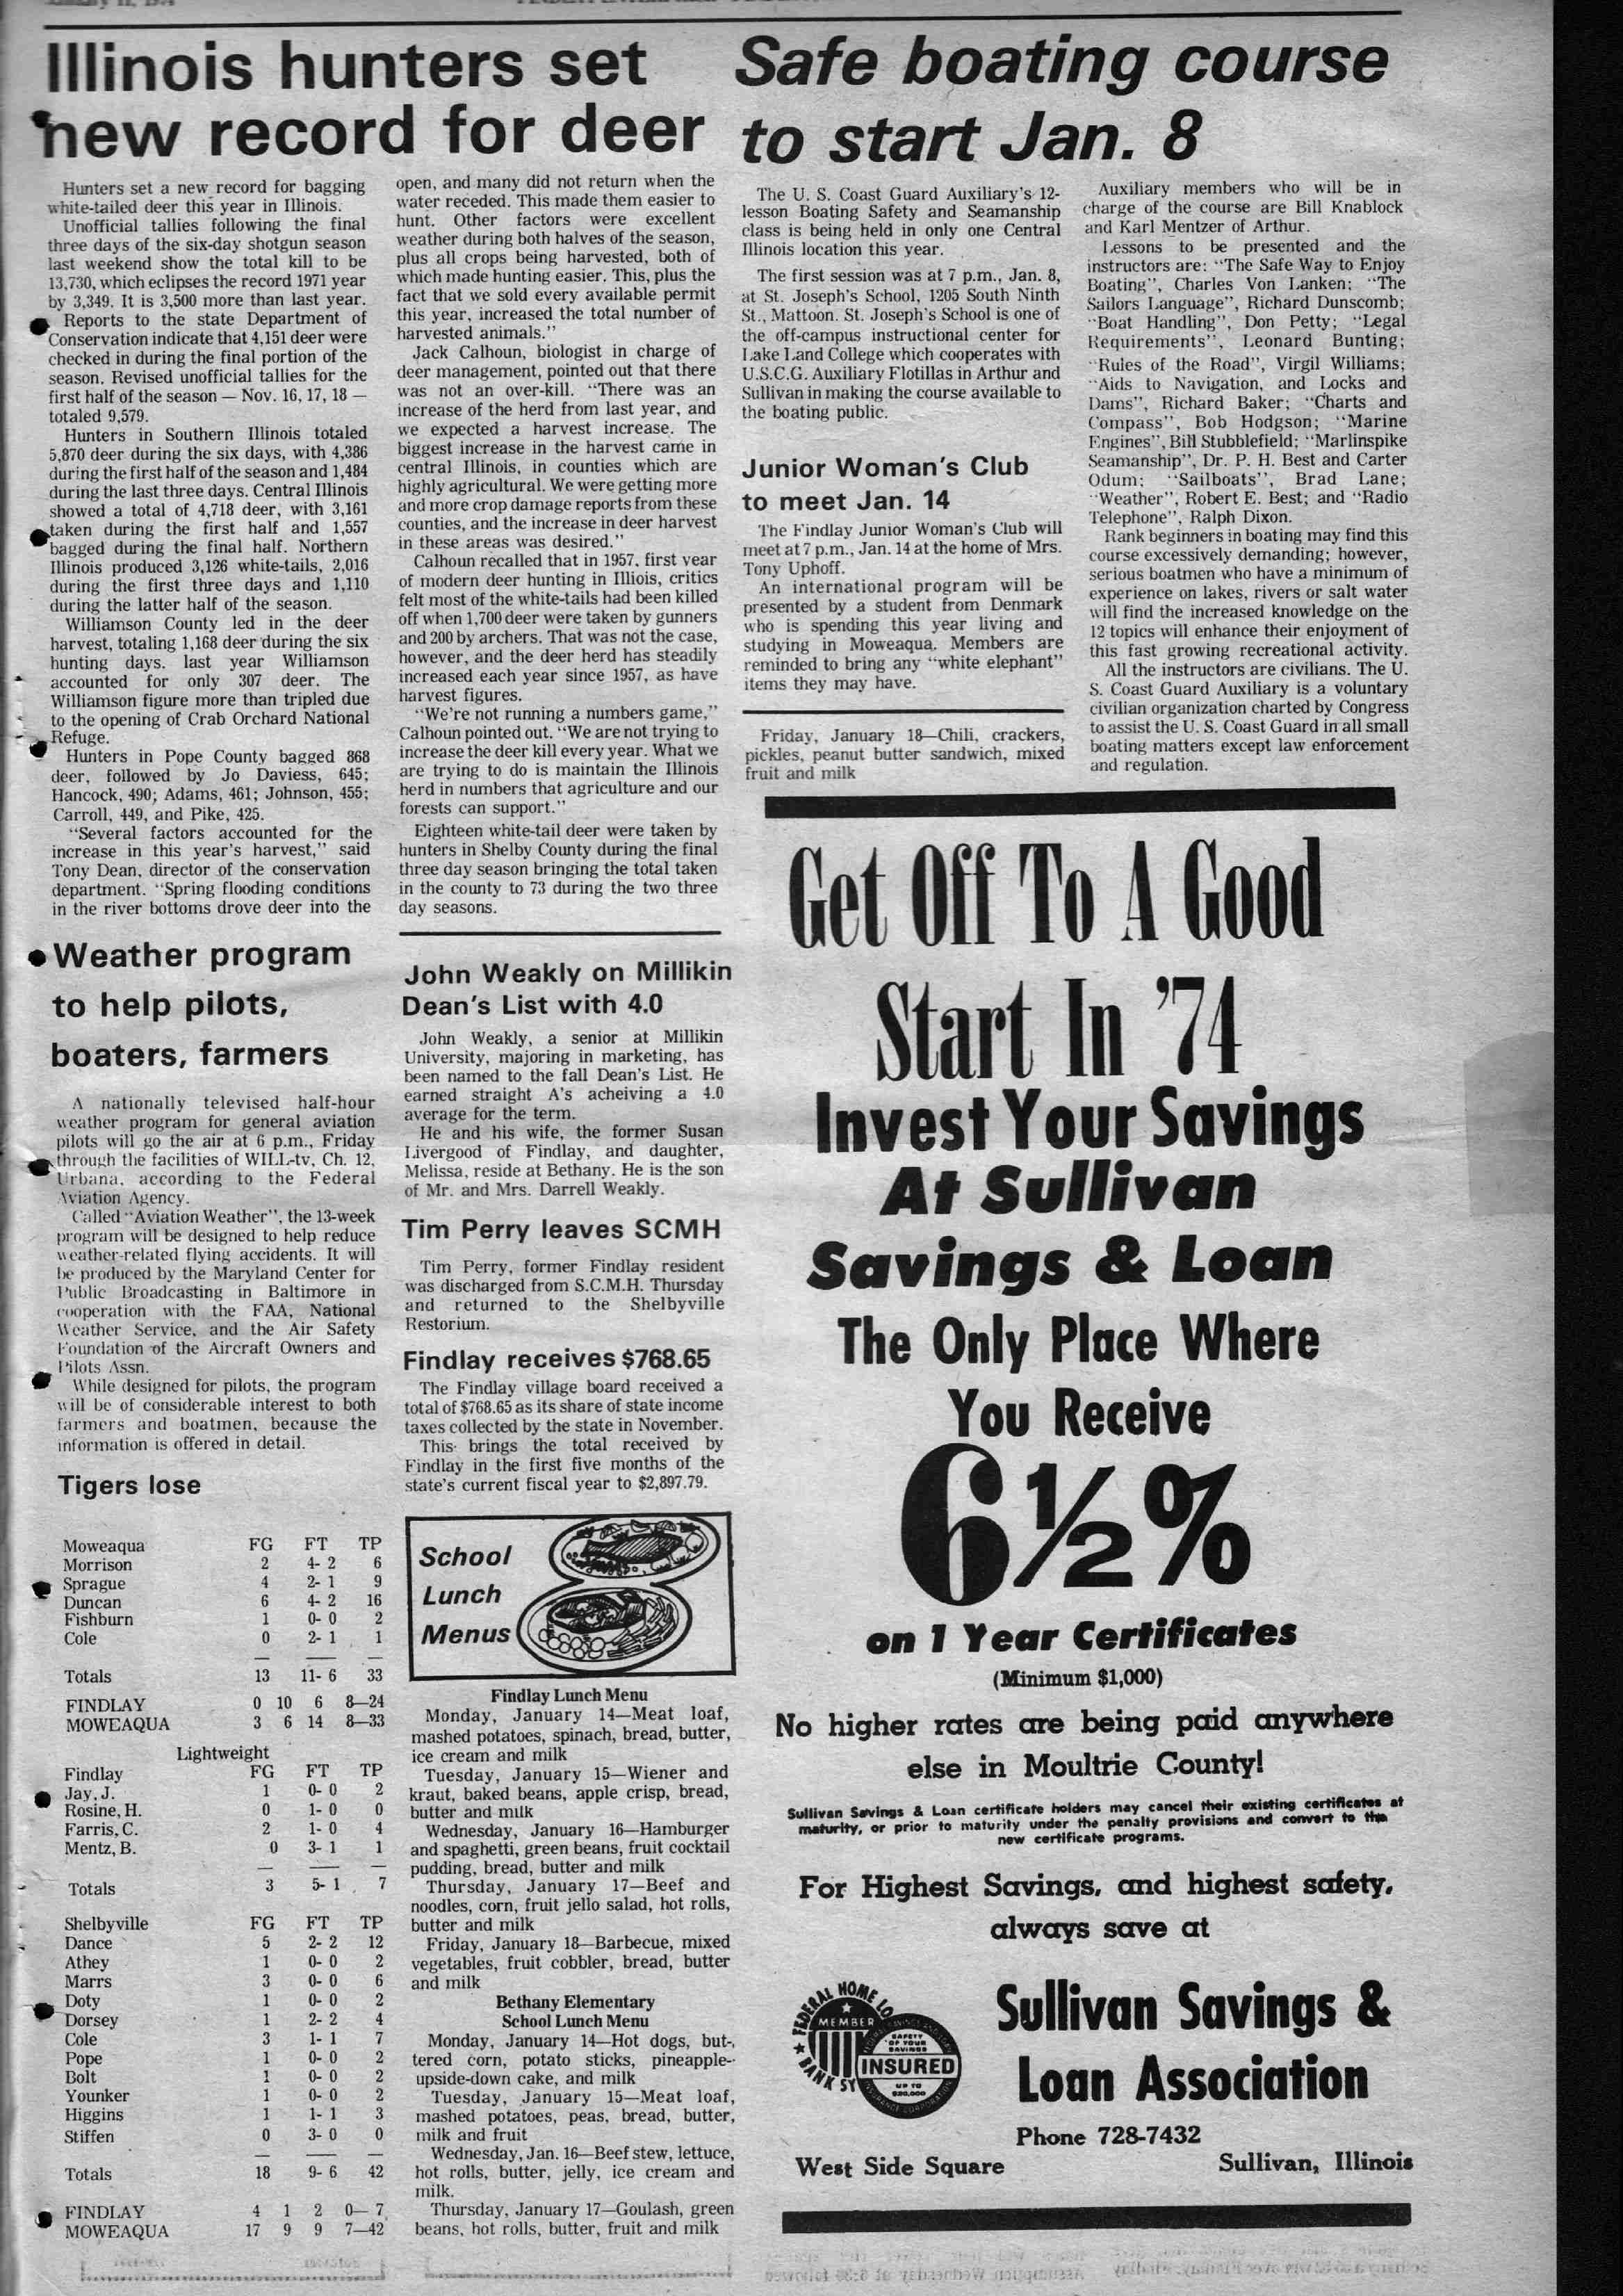 Illinois hunters set
new record for deer
Hunters set a new record for bagging
white-tailed deer this year in Illinois.
Unofficial tallies following the final
three days of the six-day shotgun season
last weekend show the total kill to be
13,730, which eclipses the record 1971 year
by 3,349. It is 3,500 more than last year.
Reports to the state Department of
Conservation indicate that 4,151 deer were
checked in during the final portion of the
season. Revised unofficial tallies for the
first half of the season — Nov. 16, 17, 18 —
totaled 9,579.
Hunters in Southern Illinois totaled
5,870 deer during the six days, with 4,386
during the first half of the season and 1,484
during the last three days. Central Illinois
showed a total of 4,718 deer, with 3,161
taken during the first half and 1,557
bagged during the final half. Northern
Illinois produced 3,126 white-tails, 2,016
during the first three days and 1,110
during the latter half of the season.
Williamson County led in the deer
harvest, totaling 1,168 deer during the six
hunting days. last year Williamson
accounted for only 307 deer. The
Williamson figure more than tripled due
to the opening of Crab Orchard National
Refuge.
Hunters in Pope County bagged 868
deer, followed by Jo Daviess, 645;
Hancock, 490; Adams, 461; Johnson, 455;
Carroll, 449, and Pike, 425.
"Several factors accounted for the
increase in this year's harvest," said
Tony Dean, director of the conservation
department. "Spring flooding conditions
in the river bottoms drove deer into the
open, and many did not return when the
water receded. This made them easier to
hunt. Other factors were excellent
weather during both halves of the season,
plus all crops being harvested, both of
which made hunting easier. This, plus the
fact that we sold every available permit
this year, increased the total number of
harvested animals."
Jack Calhoun, biologist in charge of
deer management, pointed out that there
was not an over-kill. "There was an
increase of the herd from last year, and
we expected a harvest increase. The
biggest increase in the harvest came in
central Illinois, in counties which are
highly agricultural. We were getting more
and more crop damage reports from these
counties, and the increase in deer harvest
in these areas was desired."
Calhoun recalled that in 1957, first year
of modern deer hunting in Illiois, critics
felt most of the white-tails had been killed
off when 1,700 deer were taken by gunners
and 200 by archers. That was not the case,
however, and the deer herd has steadily
increased each year since 1957, as have
harvest figures.
"We're not running a numbers game,"
Calhoun pointed out. "We are not trying to
increase the deer kill every year. What we
are trying to do is maintain the Illinois
herd in numbers that agriculture and our
forests can support."
Eighteen white-tail deer were taken by
hunters in Shelby County during the final
three day season bringing the total taken
in the county to 73 during the two three
day seasons.
Weather program
to help pilots,
boaters, farmers
A nationally televised half-hour
weather program for general aviation
pilots will go the air at 6 p.m., Friday
through the facilities of WILL-tv, Ch. 12,
Urbana, according to the Federal
Aviation Agency.
Called "Aviation Weather", the 13-week
program will be designed to help reduce
weather-related flying accidents. It will
be produced by the Maryland Center for
Public Broadcasting in Baltimore in
cooperation with the FAA, National
Weather Service, and the Air Safety
Foundation of the Aircraft Owners and
Pilots Assn.
While designed for pilots, the program
will be of considerable interest to both
farmers and boatmen, because the
information is offered in detail.
Tigers lose
Moweaqua FG FT TP
Morrison 2 4- 2 6
Sprague 4 2- 1 9
Duncan 6 4- 2 16
Fishburn 1 0- 0 2
Cole 0 2- 1 1
Totals 13 11- 6 33
FINDLAY 0 10 6 8—24
MOWEAQUA 3 6 14 8—33
Lightweight
Findlay FG FT TP
Jay, J. 1 0- 0 2
Rosine, H. 0 1- 0 0
Farris, C. 2 1- 0 4
Mentz, B. 0 3- 1 1
Totals 3 5- 1 7
Shelbyville FG FT TP
Dance 5 2- 2 12
Athey 1 0- 0 2
Marrs 3 0- 0 6
Doty 1 0- 0 2
Dorsey 1 2- 2 4
Cole 3 1- 1 7
Pope 1 0- 0 2
Bolt 1 0- 0 2
Younker 1 0- 0 2
Higgins 1 1- 1 3
Stiffen 0 3- 0 0
Totals 18 9- 6 42
FINDLAY 4 1 2 0— 7
MOWEAQUA 17 9 9 7—42
John Weakly on Millikin
Dean's List with 4.0
John Weakly, a senior at Millikin
University, majoring in marketing, has
been named to the fall Dean's List. He
earned straight A's acheiving a 4.0
average for the term.
He and his wife, the former Susan
Livergood of Findlay, and daughter,
Melissa, reside at Bethany. He is the son
of Mr. and Mrs. Darrell Weakly.
Tim Perry leaves SCMH
Tim Perry, former Findlay resident
was discharged from S.C.M.H. Thursday
and returned to the Shelbyville
Restorium.
Findlay receives $768.65
The Findlay village board received a
total of $768.65 as its share of state income
taxes collected by the state in November.
This brings the total received by
Findlay in the first five months of the
state's current fiscal year to $2,897.79.
School
Lunch
Menus
Findlay Lunch Menu
Monday, January 14—Meat loaf,
mashed potatoes, spinach, bread, butter,
ice cream and milk
Tuesday, January 15—Wiener and
kraut, baked beans, apple crisp, bread,
butter and milk
Wednesday, January 16—Hamburger
and spaghetti, green beans, fruit cocktail
pudding, bread, butter and milk
Thursday, January 17—Beef and
noodles, corn, fruit jello salad, hot rolls,
butter and milk
Friday, January 18—Barbecue, mixed
vegetables, fruit cobbler, bread, butter
and milk
Bethany Elementary
School Lunch Menu
Monday, January 14—Hot dogs, but-
tered corn, potato sticks, pineapple-
upside-down cake, and milk
Tuesday, January 15—Meat loaf,
mashed potatoes, peas, bread, butter,
milk and fruit
Wednesday, Jan. 16—Beef stew, lettuce,
hot rolls, butter, jelly, ice cream and
milk.
Thursday, January 17—Goulash, green
beans, hot rolls, butter, fruit and milk
Safe boating course
to start Jan. 8
The U. S. Coast Guard Auxiliary's 12-
lesson Boating Safety and Seamanship
class is being held in only one Central
Illinois location this year.
The first session was at 7 p.m., Jan. 8,
at St. Joseph's School, 1205 South Ninth
St., Mattoon. St. Joseph's School is one of
the off-campus instructional center for
Lake Land College which cooperates with
U.S.C.G. Auxiliary Flotillas in Arthur and
Sullivan in making the course available to
the boating public.
Junior Woman's Club
to meet Jan. 14
The Findlay Junior Woman's Club will
meet at 7 p.m., Jan. 14 at the home of Mrs.
Tony Uphoff.
An international program will be
presented by a student from Denmark
who is spending this year living and
studying in Moweaqua. Members are
reminded to bring any "white elephant"
items they may have.
Friday, January 18—Chili, crackers,
pickles, peanut butter sandwich, mixed
fruit and milk
Auxiliary members who will be in
charge of the course are Bill Knablock
and Karl Mentzer of Arthur.
Lessons to be presented and the
instructors are: "The Safe Way to Enjoy
Boating", Charles Von Lanken; "The
Sailors Language", Richard Dunscomb;
"Boat Handling", Don Petty; "Legal
Requirements", Leonard Bunting;
"Rules of the Road", Virgil Williams;
"Aids to Navigation, and Locks and
Dams", Richard Baker; "Charts and
Compass", Bob Hodgson; "Marine
Engines", Bill Stubblefield; "Marlinspike
Seamanship", Dr. P. H. Best and Carter
Odum; "Sailboats", Brad Lane;
"Weather", Robert E. Best; and "Radio
Telephone", Ralph Dixon.
Rank beginners in boating may find this
course excessively demanding; however,
serious boatmen who have a minimum of
experience on lakes, rivers or salt water
will find the increased knowledge on the
12 topics will enhance their enjoyment of
this fast growing recreational activity.
All the instructors are civilians. The U.
S. Coast Guard Auxiliary is a voluntary
civilian organization charted by Congress
to assist the U. S. Coast Guard in all small
boating matters except law enforcement
and regulation.
Get Off To A Good
Start In '74
Invest Your Savings
At Sullivan
Savings & Loan
The Only Place Where
You Receive
6½%
on 1 Year Certificates
(Minimum $1,000)
No higher rates are being paid anywhere
else in Moultrie County!
Sullivan Savings & Loan certificate holders may cancel their existing certificates at
maturity, or prior to maturity under the penalty provisions and convert to the
new certificate programs.
For Highest Savings, and highest safety,
always save at
FEDERAL HOME LO
MEMBER
BANK SY
SAFETY
OF YOUR
SAVINGS
INSURED
UP TO
$20,000
Sullivan Savings &
Loan Association
Phone 728-7432
West Side Square
Sullivan, Illinois